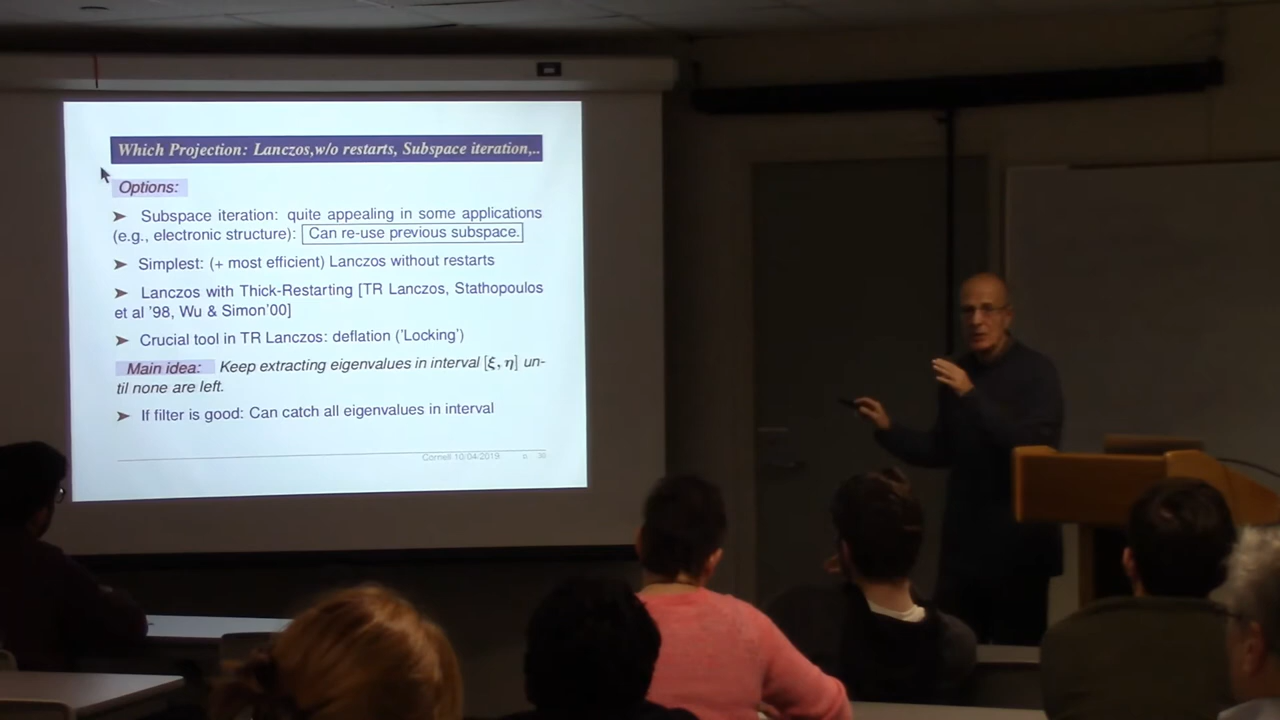 Which Projection: Lanczos,w/o restarts, Subspace iteration,..
Options:
➤ Subspace iteration: quite appealing in some applications
(e.g., electronic structure): Can re-use previous subspace.
➤ Simplest: (+ most efficient) Lanczos without restarts
➤ Lanczos with Thick-Restarting [TR Lanczos, Stathopoulos
et al '98, Wu & Simon'00]
➤ Crucial tool in TR Lanczos: deflation ('Locking')
Main idea: Keep extracting eigenvalues in interval [ξ, η] un-
til none are left.
➤ If filter is good: Can catch all eigenvalues in interval
Cornell 10/04/2019 p. 30